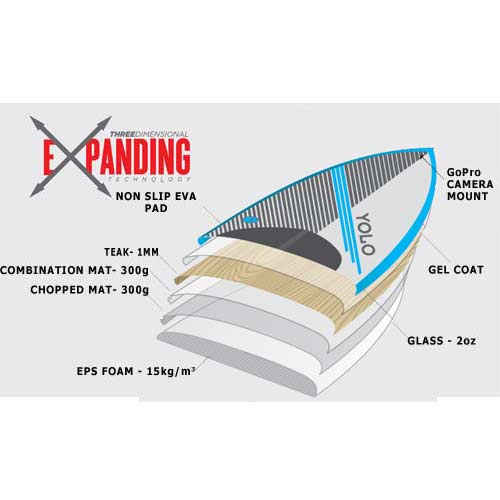 THREEDIMENSIONAL
EXPANDING
TECHNOLOGY
GoPro
CAMERA
MOUNT
NON SLIP EVA
PAD
YOLO
TEAK- 1MM
COMBINATION MAT- 300g
GEL COAT
CHOPPED MAT- 300g
GLASS - 2oz
EPS FOAM - 15kg/m³